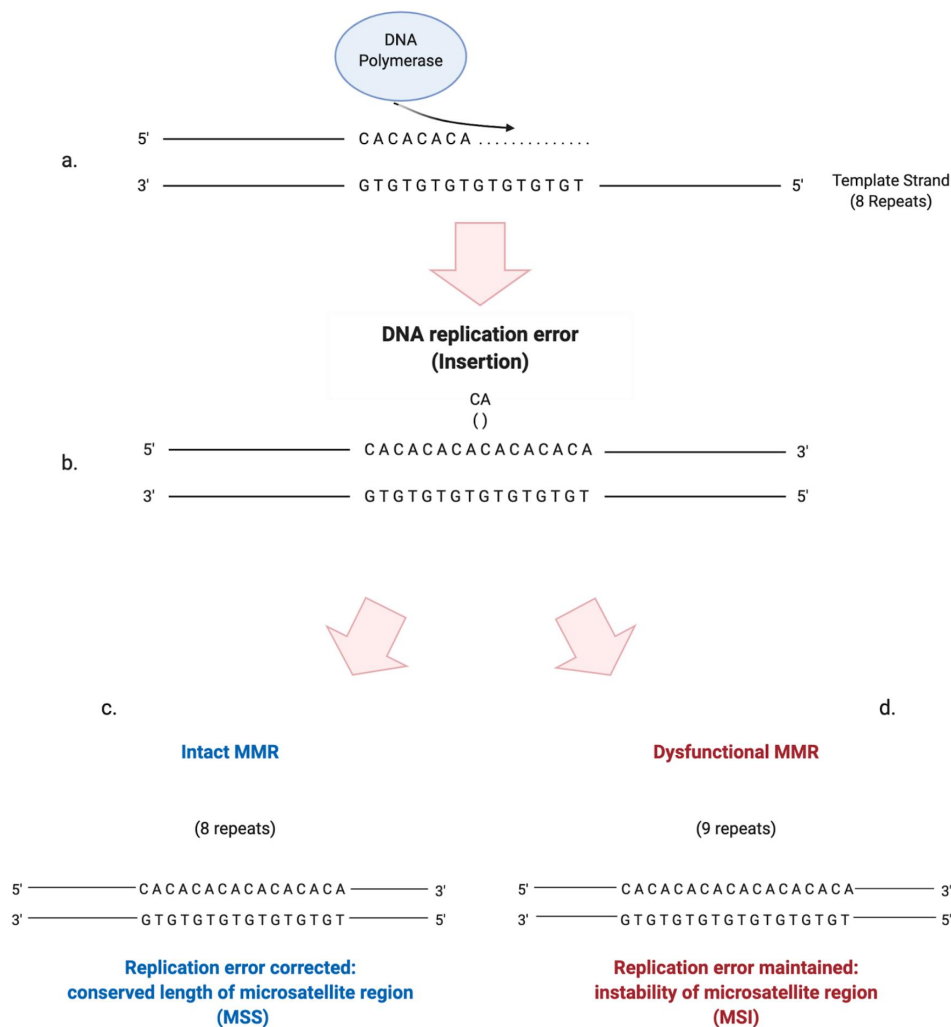 DNA
Polymerase
5' CACACACA..............
a.
3' GTGTGTGTGTGTGTGT 5'
Template Strand
(8 Repeats)
DNA replication error
(Insertion)
CA
()
5' CACACACACACACACA 3'
b.
3' GTGTGTGTGTGTGTGT 5'
c.
Intact MMR
(8 repeats)
5' CACACACACACACACA 3'
3' GTGTGTGTGTGTGTGT 5'
Replication error corrected:
conserved length of microsatellite region
(MSS)
d.
Dysfunctional MMR
(9 repeats)
5' CACACACACACACACACA 3'
3' GTGTGTGTGTGTGTGTGT 5'
Replication error maintained:
instability of microsatellite region
(MSI)